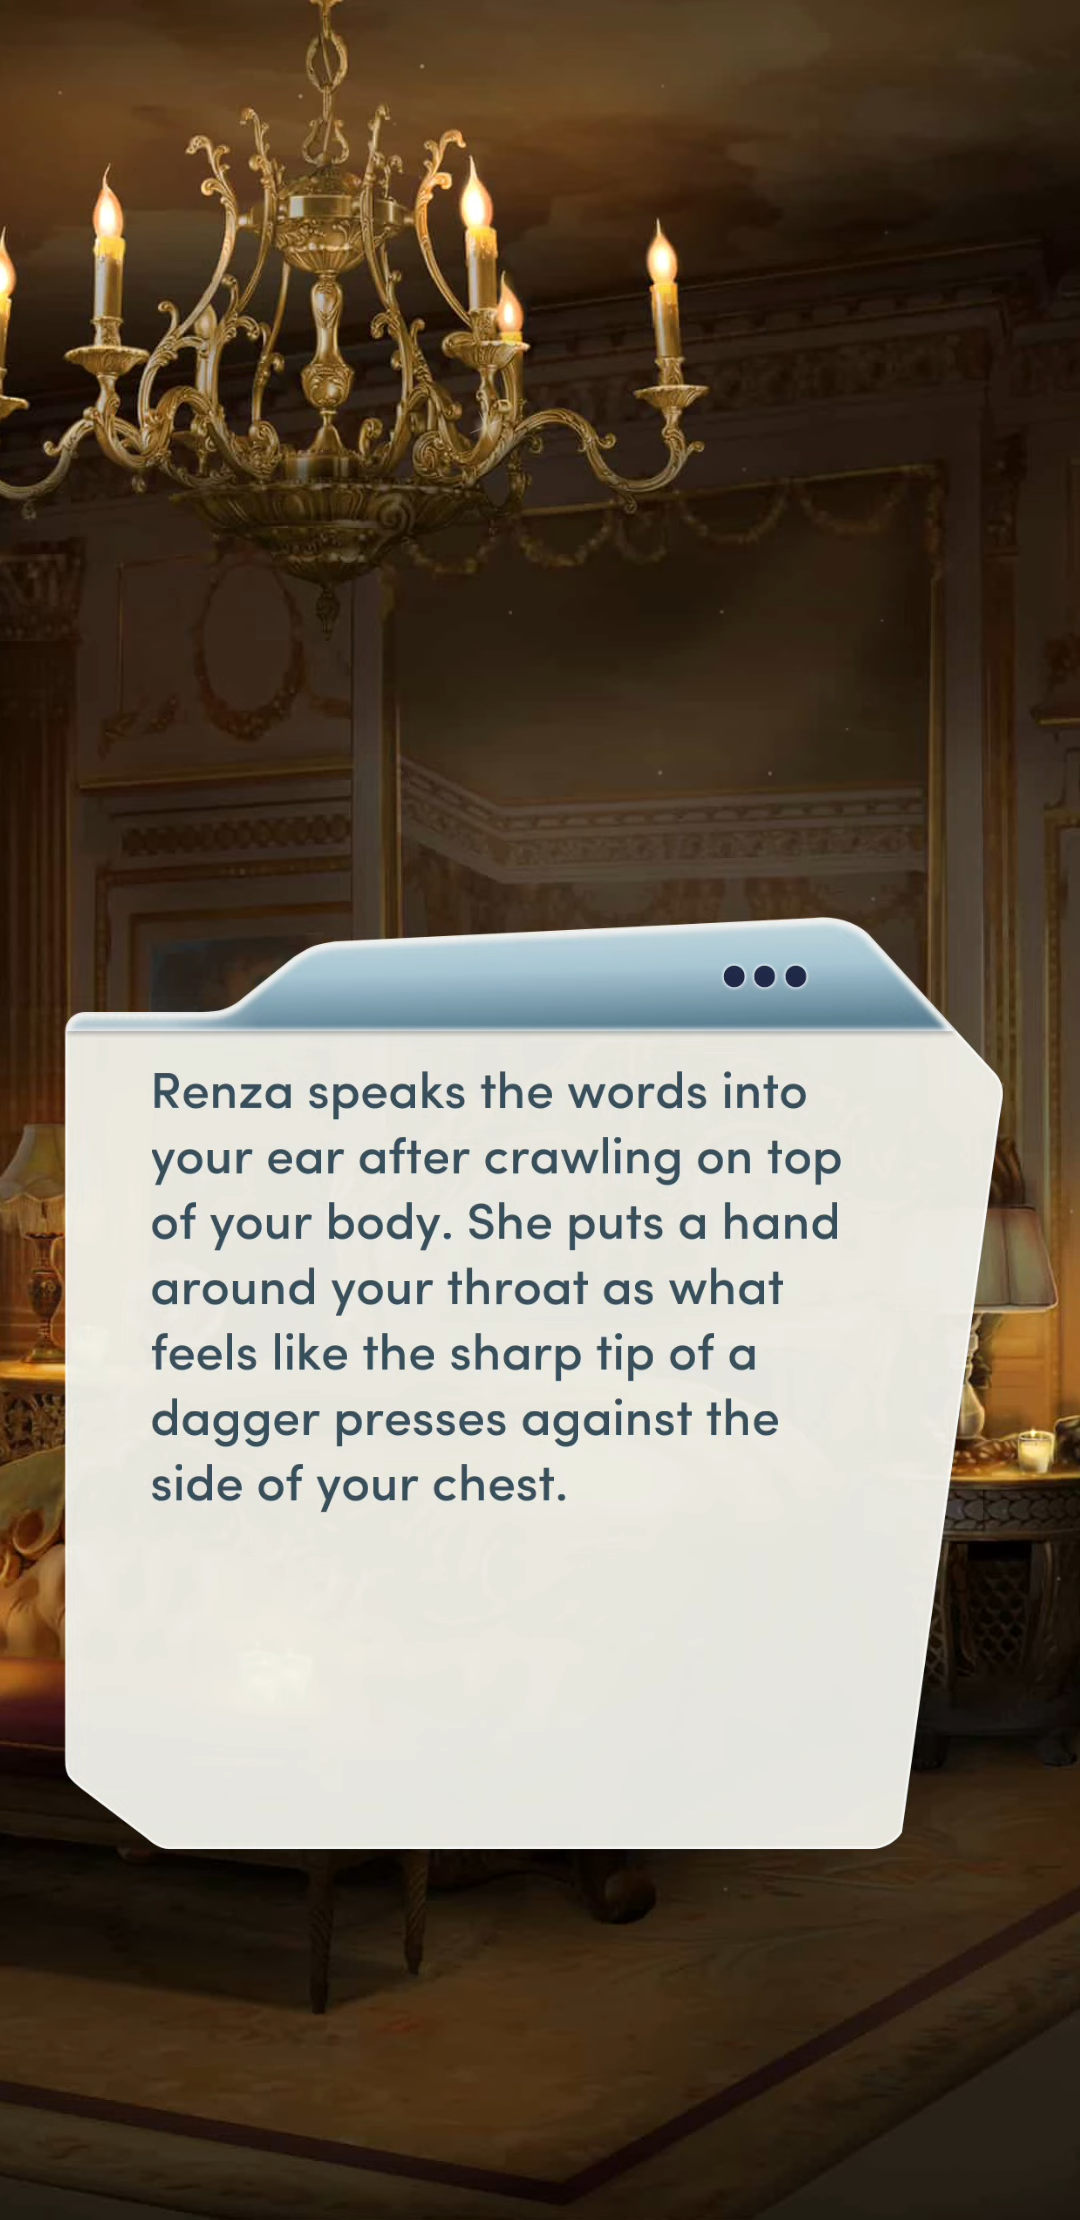 Renza speaks the words into
your ear after crawling on top
of your body. She puts a hand
around your throat as what
feels like the sharp tip of a
dagger presses against the
side of your chest.